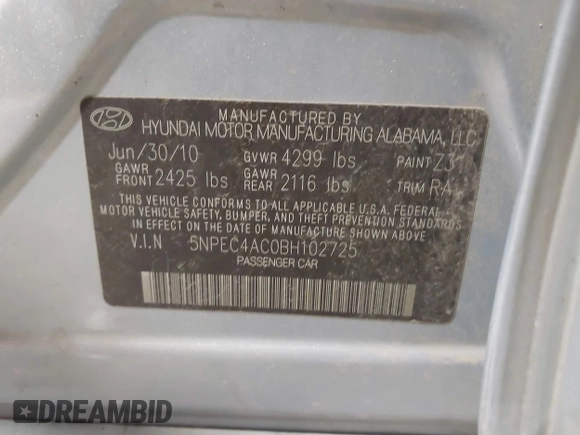 MANUFACTURED BY
HYUNDAI MOTOR MANUFACTURING ALABAMA, LLC
Jun/30/10 GVWR 4299 lbs PAINT Z3
GAWR FRONT 2425 lbs GAWR REAR 2116 lbs TRIM RA
THIS VEHICLE CONFORMS TO ALL APPLICABLE U.S.A. FEDERAL
MOTOR VEHICLE SAFETY, BUMPER, AND THEFT PREVENTION STANDARDS
IN EFFECT ON THE DATE OF MANUFACTURE SHOWN ABOVE.
V.I.N 5NPEC4AC0BH102725
PASSENGER CAR
DREAMBID